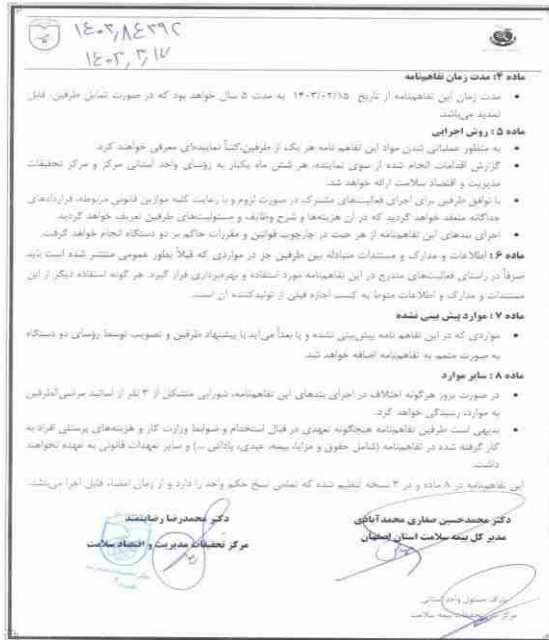 ۱۴۰۳٫۸۴۲۹۲
۱۴۰۳٫۳٫۱۷
ماده ۴: مدت زمان تفاهم‌نامه
• مدت زمان این تفاهم‌نامه از تاریخ ۱۴۰۳/۰۲/۱۵ به مدت ۵ سال خواهد بود که در صورت تمایل طرفین، قابل
تمدید می‌باشد.
ماده ۵ : روش اجرایی
• به منظور عملیاتی شدن مواد این تفاهم نامه هر یک از طرفین،کتباً نماینده‌ای معرفی خواهند کرد.
• گزارش اقدامات انجام شده از سوی نماینده، هر شش ماه یکبار به رؤسای واحد استانی مرکز و مرکز تحقیقات
مدیریت و اقتصاد سلامت ارائه خواهد شد.
• با توافق طرفین برای اجرای فعالیت‌های مشترک در صورت لزوم و با رعایت کلیه موازین قانونی مربوطه، قراردادهای
جداگانه منعقد خواهد گردید که در آن هزینه‌ها و شرح وظایف و مسئولیت‌های طرفین تعریف خواهد گردید.
• اجرای بندهای این تفاهم‌نامه از هر حیث در چارچوب قوانین و مقررات حاکم بر دو دستگاه انجام خواهد گرفت.
ماده ۶ : اطلاعات و مدارک و مستندات متبادله بین طرفین جز در مواردی که قبلاً بطور عمومی منتشر شده است باید
صرفاً در راستای فعالیت‌های مندرج در این تفاهم‌نامه مورد استفاده و بهره‌برداری قرار گیرد. هر گونه استفاده دیگر از این
مستندات و مدارک و اطلاعات منوط به کسب اجازه قبلی از تولیدکننده آن است.
ماده ۷ : موارد پیش بینی نشده
• مواردی که در این تفاهم نامه پیش‌بینی نشده و یا بعداً می‌آید با پیشنهاد طرفین و تصویب توسط رؤسای دو دستگاه
به صورت متمم به تفاهم‌نامه اضافه خواهد شد.
ماده ۸ : سایر موارد
• در صورت بروز هرگونه اختلاف در اجرای بندهای این تفاهم‌نامه، شورایی متشکل از ۳ نفر از اساتید مرضی‌الطرفین
به موارد، رسیدگی خواهد کرد.
• بدیهی است طرفین تفاهم‌نامه هیچگونه تعهدی در قبال استخدام و ضوابط وزارت کار و هزینه‌های پرسنلی افراد به
کار گرفته شده در تفاهم‌نامه (شامل حقوق و مزایا، بیمه، عیدی، پاداش ...) و سایر تعهدات قانونی به عهده نخواهند
داشت.
این تفاهم‌نامه در ۸ ماده و در ۳ نسخه تنظیم شده که تمامی نسخ حکم واحد را دارد و از زمان امضاء قابل اجرا می‌باشد.
دکتر محمدحسین صفاری محمدآبادی
مدیر کل بیمه سلامت استان اصفهان
دکتر محمدرضا رضایتمند
مرکز تحقیقات مدیریت و اقتصاد سلامت
مسئول واحد استانی
مرکز ملی تحقیقات بیمه سلامت